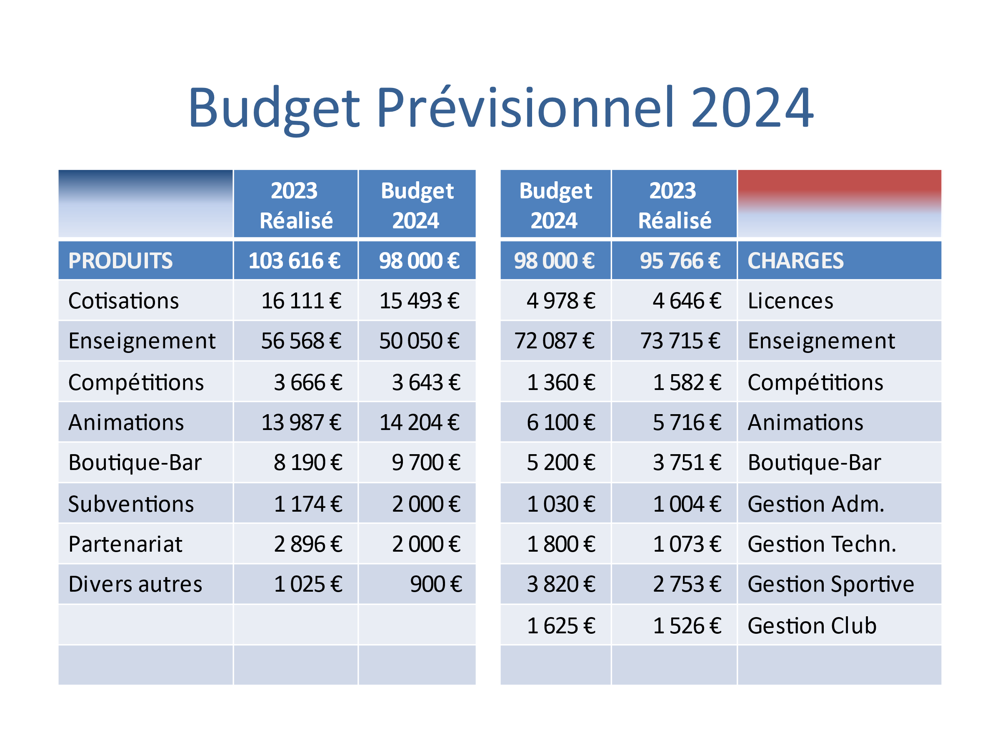 Budget Prévisionnel 2024
2023 Réalisé Budget 2024 Budget 2024 2023 Réalisé
PRODUITS 103 616 € 98 000 € 98 000 € 95 766 € CHARGES
Cotisations 16 111 € 15 493 € 4 978 € 4 646 € Licences
Enseignement 56 568 € 50 050 € 72 087 € 73 715 € Enseignement
Compétitions 3 666 € 3 643 € 1 360 € 1 582 € Compétitions
Animations 13 987 € 14 204 € 6 100 € 5 716 € Animations
Boutique-Bar 8 190 € 9 700 € 5 200 € 3 751 € Boutique-Bar
Subventions 1 174 € 2 000 € 1 030 € 1 004 € Gestion Adm.
Partenariat 2 896 € 2 000 € 1 800 € 1 073 € Gestion Techn.
Divers autres 1 025 € 900 € 3 820 € 2 753 € Gestion Sportive
1 625 € 1 526 € Gestion Club